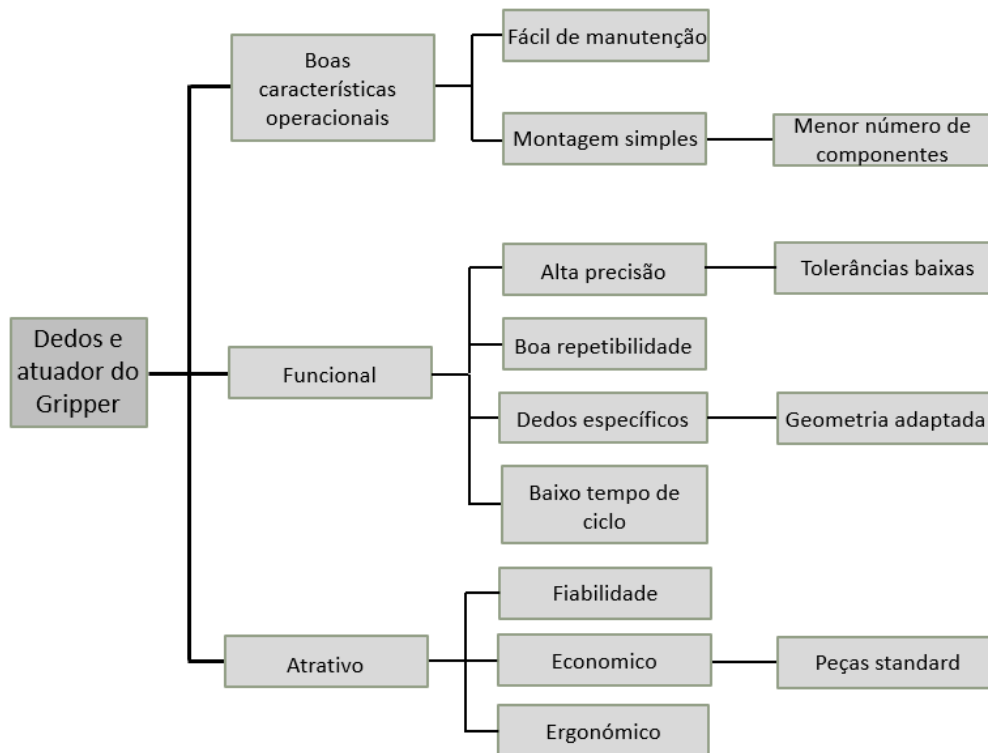 Dedos e
atuador do
Gripper
Boas
características
operacionais
Fácil de manutenção
Montagem simples
Menor número de
componentes
Funcional
Alta precisão
Tolerâncias baixas
Boa repetibilidade
Dedos específicos
Geometria adaptada
Baixo tempo de
ciclo
Atrativo
Fiabilidade
Economico
Peças standard
Ergonómico